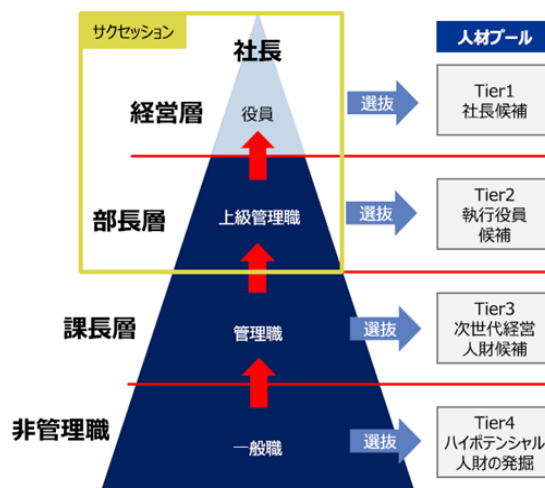 サクセッション
社長
人材プール
経営層
役員
選抜
Tier1
社長候補
部長層
上級管理職
選抜
Tier2
執行役員
候補
課長層
管理職
選抜
Tier3
次世代経営
人財候補
非管理職
一般職
選抜
Tier4
ハイポテンシャル
人財の発掘